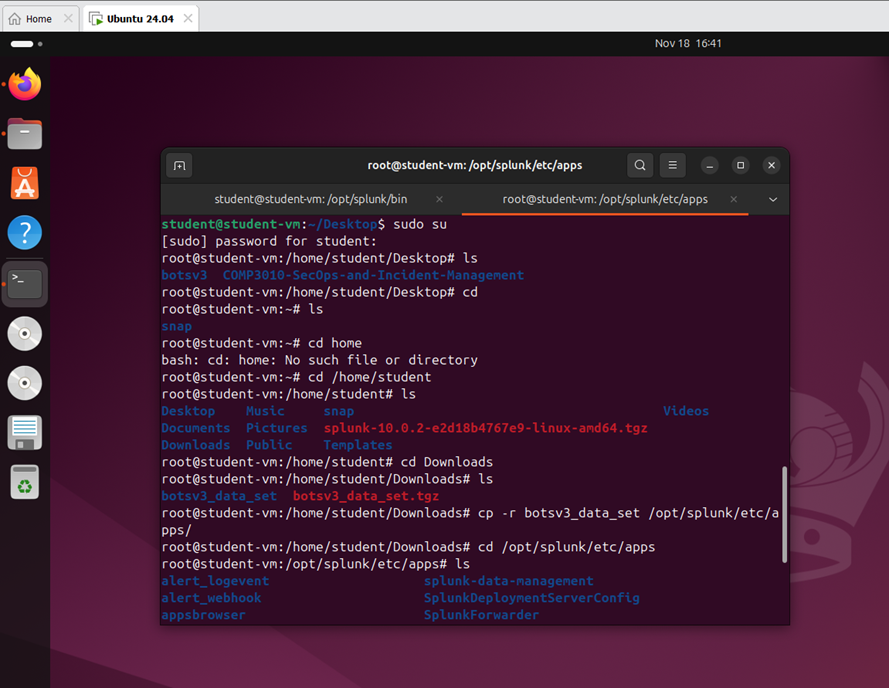 Home
Ubuntu 24.04
Nov 18 16:41
root@student-vm: /opt/splunk/etc/apps
student@student-vm: /opt/splunk/bin
root@student-vm: /opt/splunk/etc/apps
student@student-vm:~/Desktop$ sudo su
[sudo] password for student:
root@student-vm:/home/student/Desktop# ls
botsv3 COMP3010-SecOps-and-Incident-Management
root@student-vm:/home/student/Desktop# cd
root@student-vm:~# ls
snap
root@student-vm:~# cd home
bash: cd: home: No such file or directory
root@student-vm:~# cd /home/student
root@student-vm:/home/student# ls
Desktop Music snap Videos
Documents Pictures splunk-10.0.2-e2d18b4767e9-linux-amd64.tgz
Downloads Public Templates
root@student-vm:/home/student# cd Downloads
root@student-vm:/home/student/Downloads# ls
botsv3_data_set botsv3_data_set.tgz
root@student-vm:/home/student/Downloads# cp -r botsv3_data_set /opt/splunk/etc/a
pps/
root@student-vm:/home/student/Downloads# cd /opt/splunk/etc/apps
root@student-vm:/opt/splunk/etc/apps# ls
alert_logevent splunk-data-management
alert_webhook SplunkDeploymentServerConfig
appsbrowser SplunkForwarder